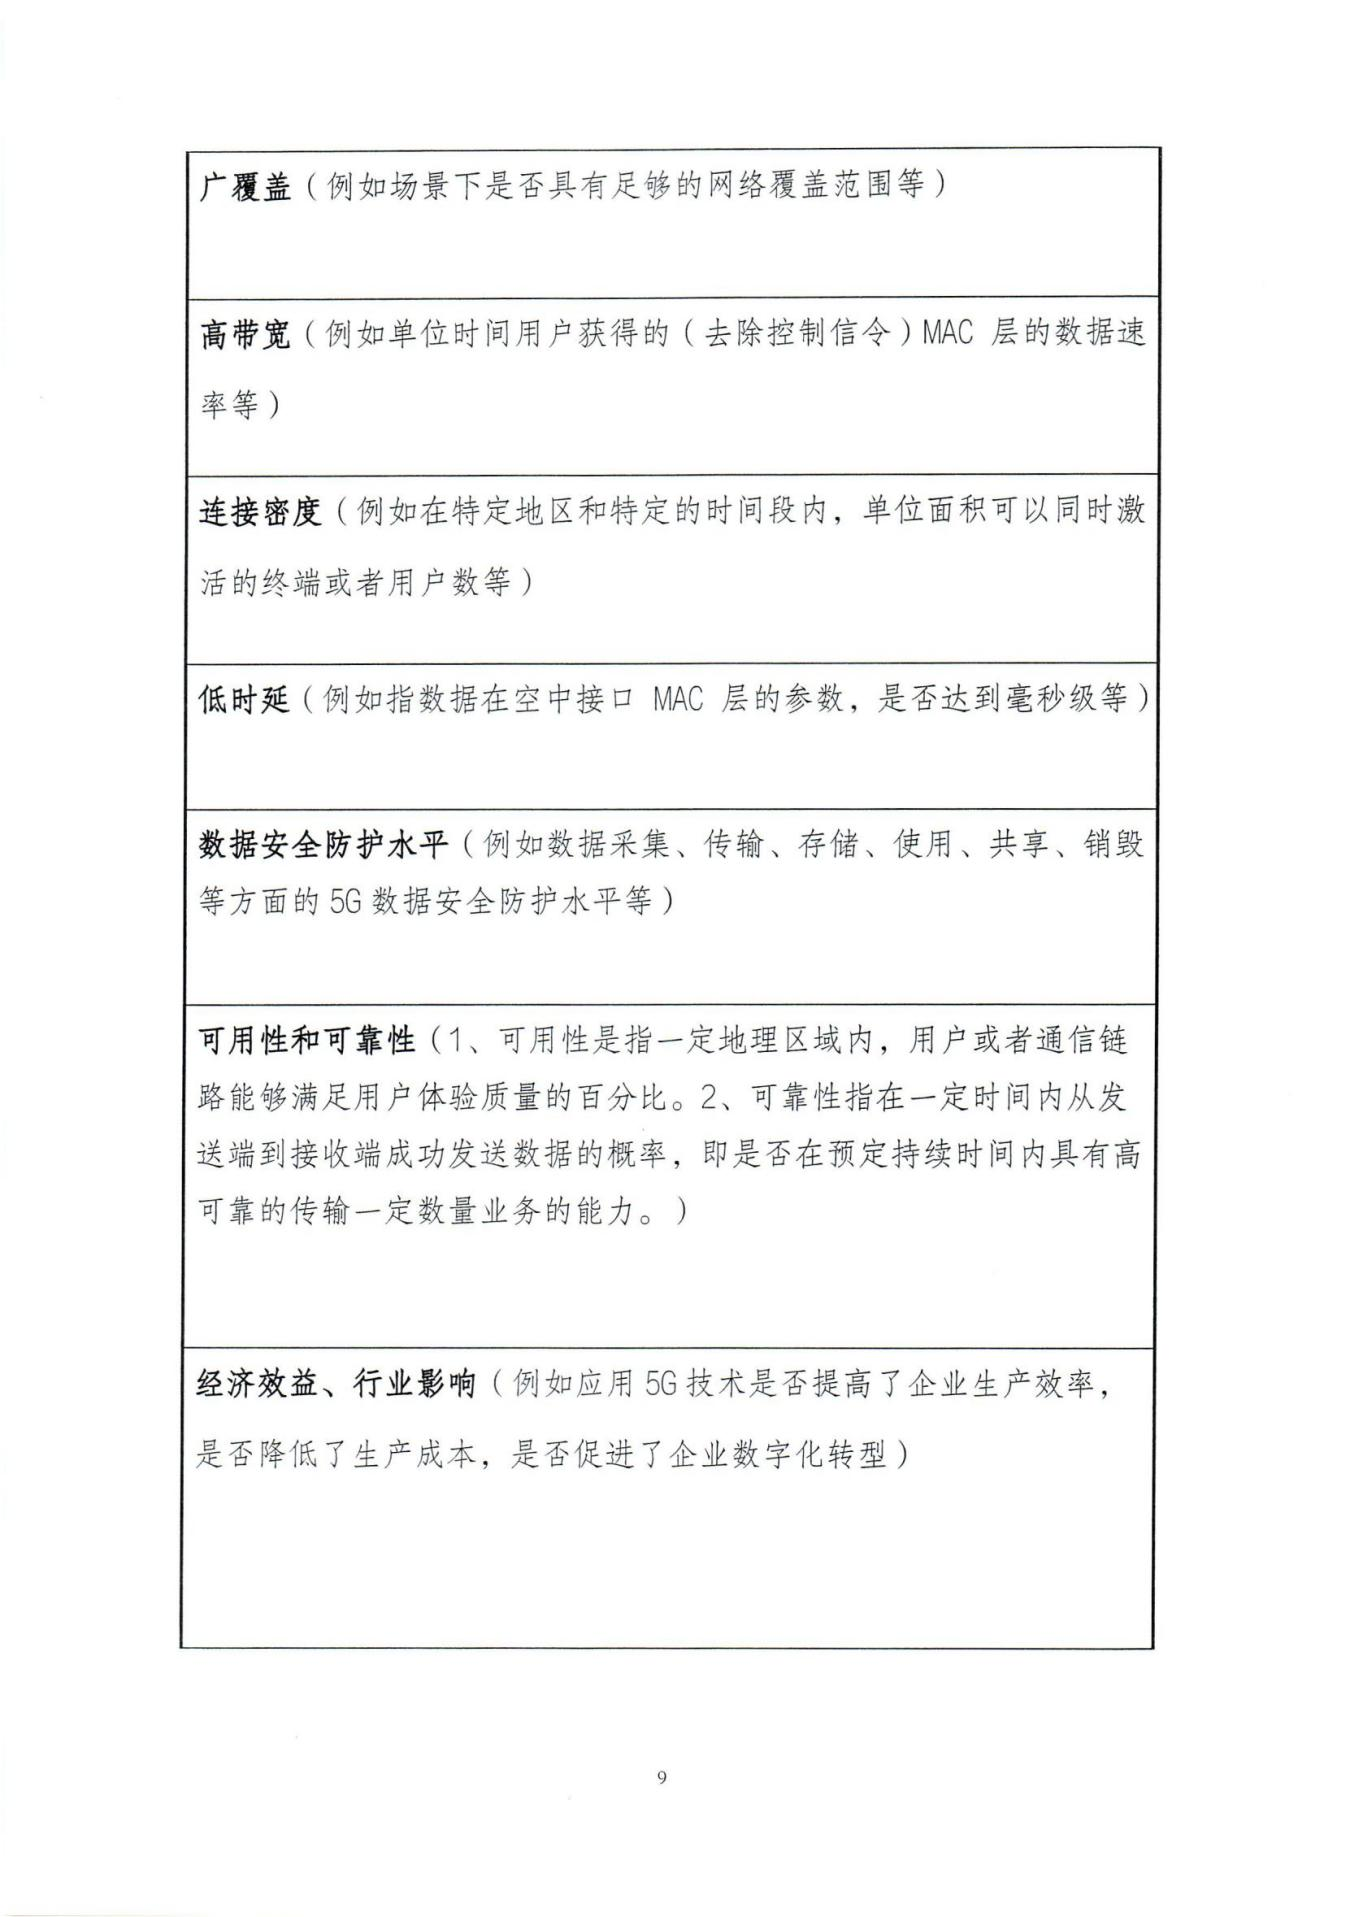 广覆盖（例如场景下是否具有足够的网络覆盖范围等）
高带宽（例如单位时间用户获得的（去除控制信令）MAC 层的数据速
率等）
连接密度（例如在特定地区和特定的时间段内，单位面积可以同时激
活的终端或者用户数等）
低时延（例如指数据在空中接口 MAC 层的参数，是否达到毫秒级等）
数据安全防护水平（例如数据采集、传输、存储、使用、共享、销毁
等方面的 5G 数据安全防护水平等）
可用性和可靠性（1、可用性是指一定地理区域内，用户或者通信链
路能够满足用户体验质量的百分比。2、可靠性指在一定时间内从发
送端到接收端成功发送数据的概率，即是否在预定持续时间内具有高
可靠的传输一定数量业务的能力。）
经济效益、行业影响（例如应用 5G 技术是否提高了企业生产效率，
是否降低了生产成本，是否促进了企业数字化转型）
9